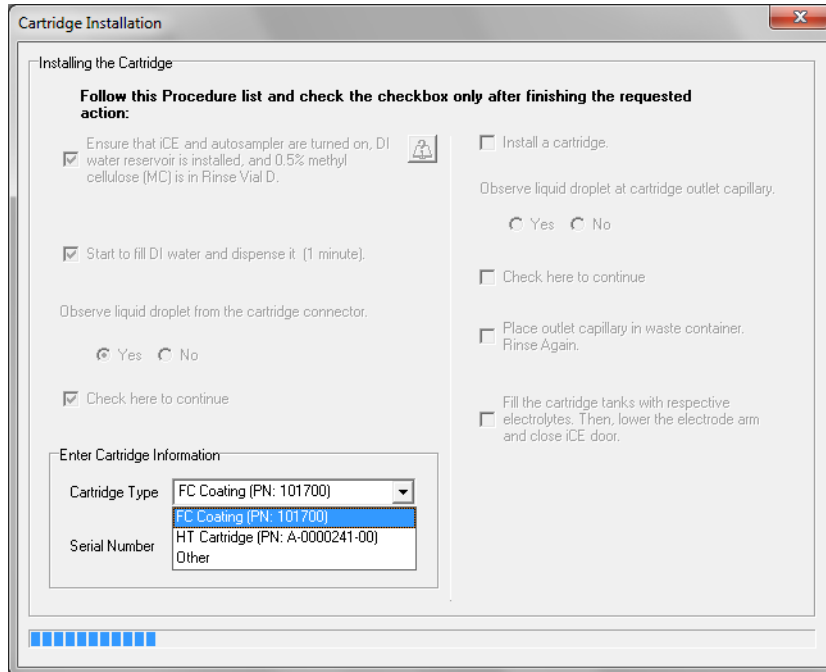 Cartridge Installation
Installing the Cartridge
Follow this Procedure list and check the checkbox only after finishing the requested
action:
Ensure that iCE and autosampler are turned on, DI
water reservoir is installed, and 0.5% methyl
cellulose (MC) is in Rinse Vial D.
Start to fill DI water and dispense it (1 minute).
Observe liquid droplet from the cartridge connector.
Yes No
Check here to continue
Enter Cartridge Information
Cartridge Type FC Coating (PN: 101700)
FC Coating (PN: 101700)
HT Cartridge (PN: A-0000241-00)
Other
Serial Number
Install a cartridge.
Observe liquid droplet at cartridge outlet capillary.
Yes No
Check here to continue
Place outlet capillary in waste container.
Rinse Again.
Fill the cartridge tanks with respective
electrolytes. Then, lower the electrode arm
and close iCE door.